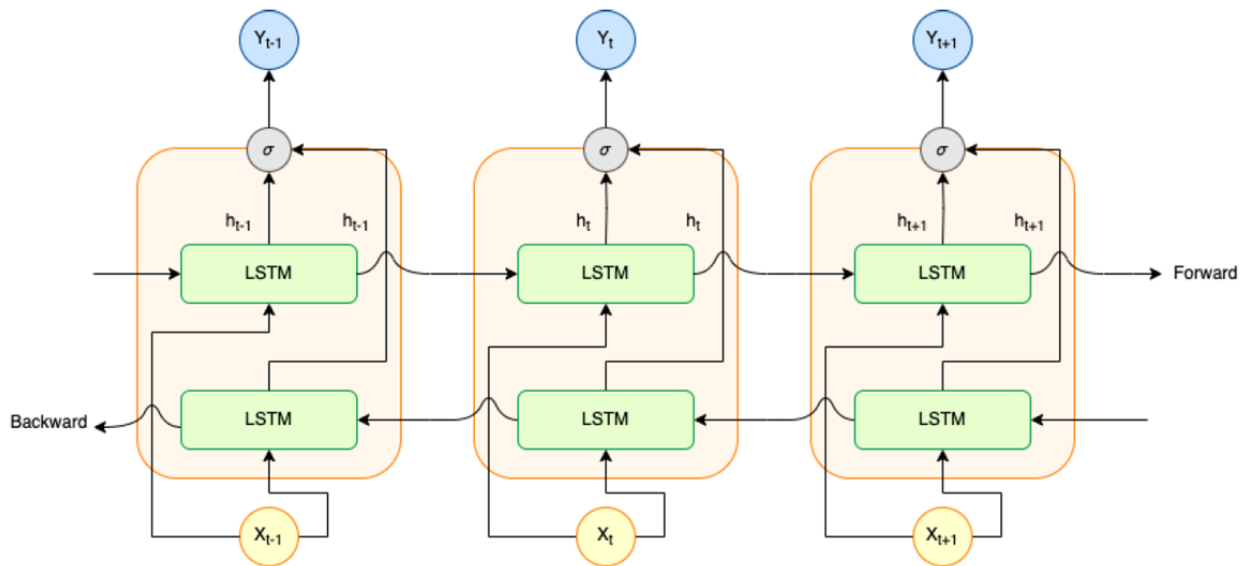 Yₜ₋₁ Yₜ Yₜ₊₁
σ σ σ
hₜ₋₁ hₜ₋₁ hₜ hₜ hₜ₊₁ hₜ₊₁
LSTM LSTM LSTM Forward
Backward LSTM LSTM LSTM
Xₜ₋₁ Xₜ Xₜ₊₁